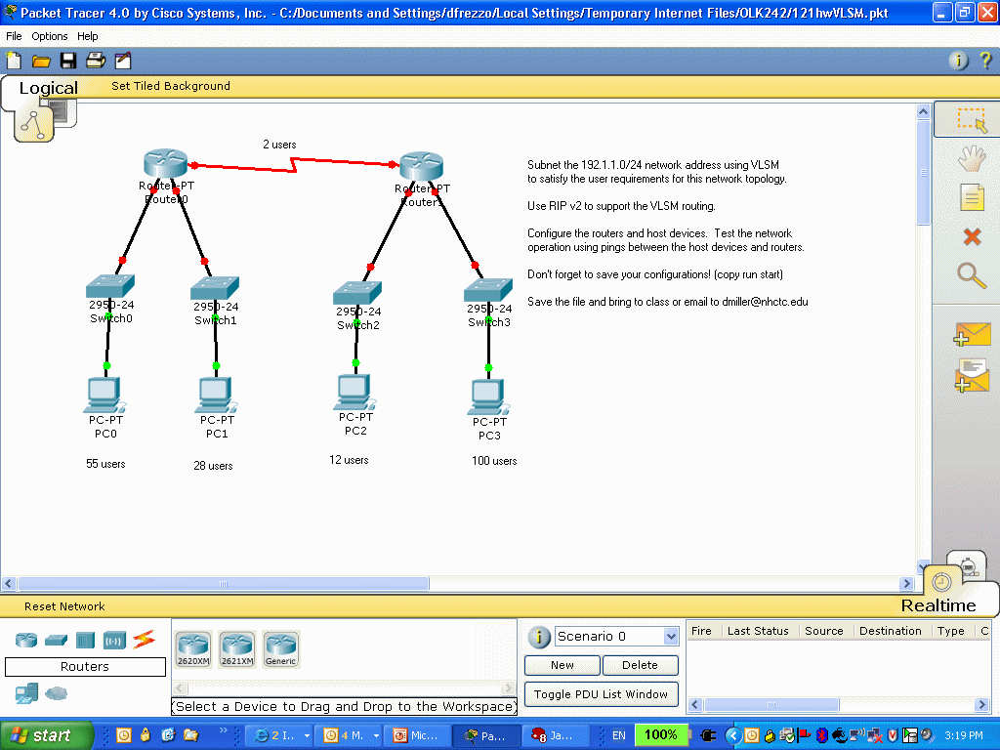 Packet Tracer 4.0 by Cisco Systems, Inc. - C:/Documents and Settings/dfrezzo/Local Settings/Temporary Internet Files/OLK242/121hwVLSM.pkt
File Options Help
Logical
Set Tiled Background
2 users
Router-PT
Router0
Router-PT
Router1
Subnet the 192.1.1.0/24 network address using VLSM
to satisfy the user requirements for this network topology.
Use RIP v2 to support the VLSM routing.
Configure the routers and host devices. Test the network
operation using pings between the host devices and routers.
Don't forget to save your configurations! (copy run start)
Save the file and bring to class or email to dmiller@nhctc.edu
2950-24
Switch0
2950-24
Switch1
2950-24
Switch2
2950-24
Switch3
PC-PT
PC0
PC-PT
PC1
PC-PT
PC2
PC-PT
PC3
55 users
28 users
12 users
100 users
Realtime
Reset Network
Routers
2620XM
2621XM
Generic
(Select a Device to Drag and Drop to the Workspace)
Scenario 0
New
Delete
Toggle PDU List Window
Fire Last Status Source Destination Type C
start
2 I...
4 M...
Mic...
Pa...
Ja...
EN
100%
3:19 PM